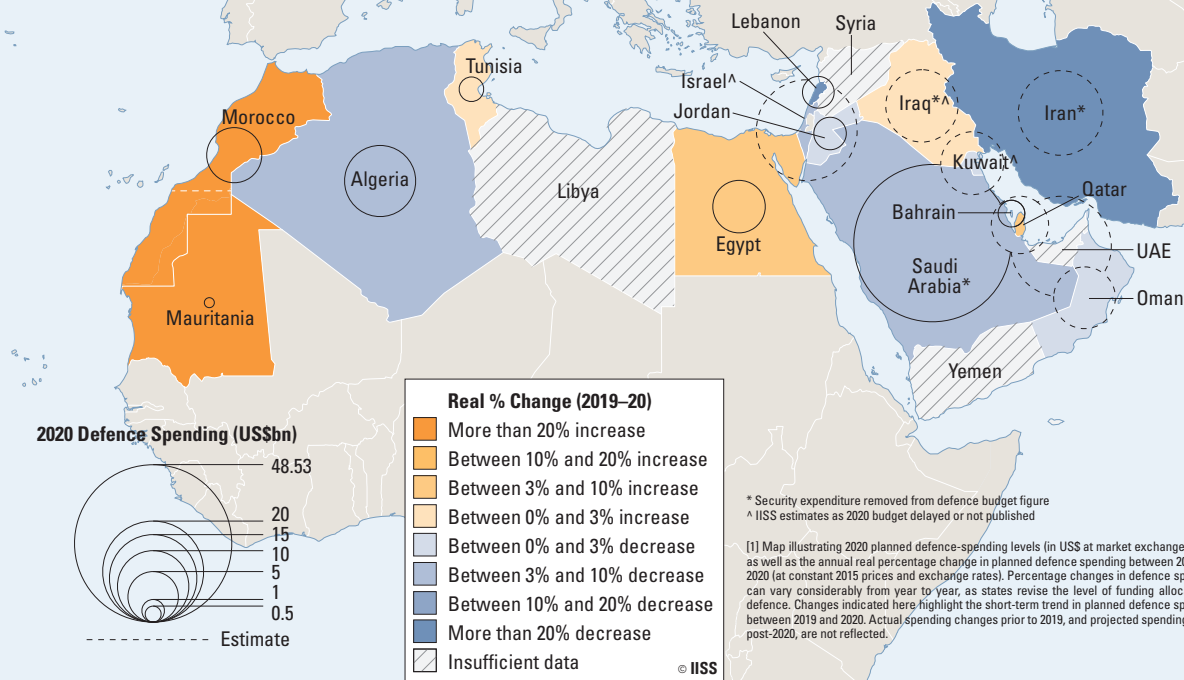 Lebanon
Syria
Tunisia
Israel^
Jordan
Iraq*^
Iran*
Morocco
Kuwait^
Algeria
Libya
Qatar
Bahrain
Egypt
UAE
Saudi
Arabia*
Oman
Mauritania
Yemen
2020 Defence Spending (US$bn)
48.53
20
15
10
5
1
0.5
Estimate
Real % Change (2019–20)
More than 20% increase
Between 10% and 20% increase
Between 3% and 10% increase
Between 0% and 3% increase
Between 0% and 3% decrease
Between 3% and 10% decrease
Between 10% and 20% decrease
More than 20% decrease
Insufficient data
© IISS
* Security expenditure removed from defence budget figure
^ IISS estimates as 2020 budget delayed or not published
[1] Map illustrating 2020 planned defence-spending levels (in US$ at market exchange
as well as the annual real percentage change in planned defence spending between 20
2020 (at constant 2015 prices and exchange rates). Percentage changes in defence sp
can vary considerably from year to year, as states revise the level of funding alloc
defence. Changes indicated here highlight the short-term trend in planned defence sp
between 2019 and 2020. Actual spending changes prior to 2019, and projected spending
post-2020, are not reflected.